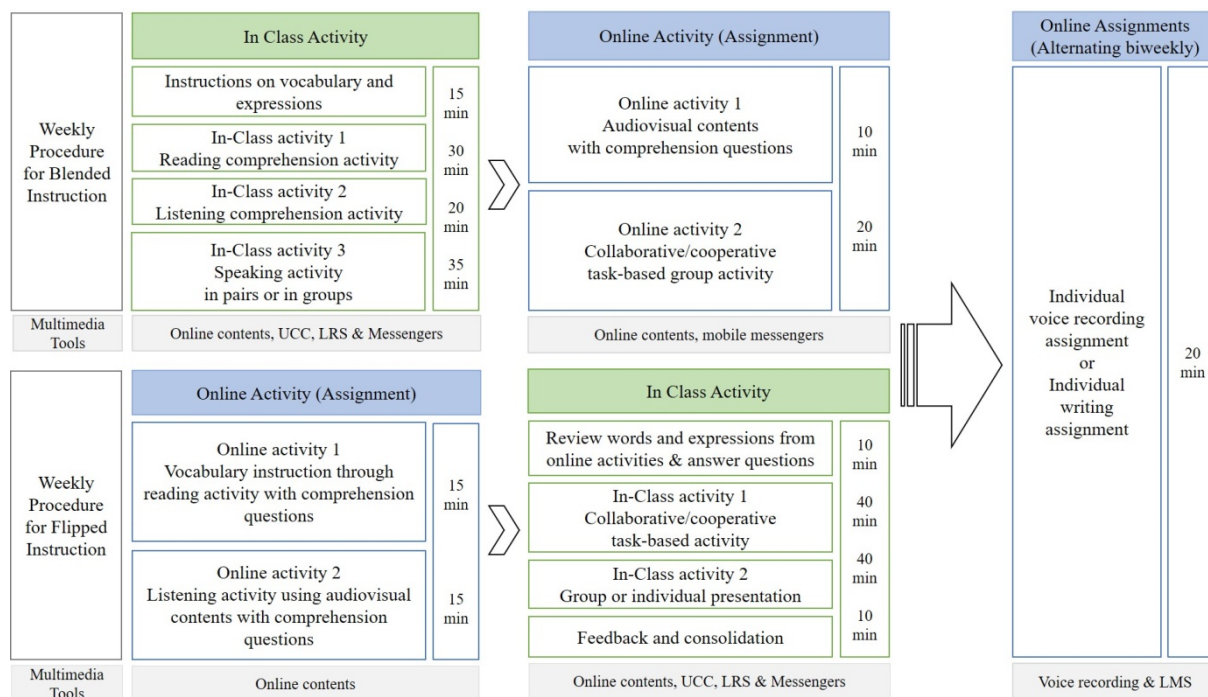 Weekly
Procedure
for Blended
Instruction
In Class Activity
Instructions on vocabulary and
expressions
15
min
In-Class activity 1
Reading comprehension activity
30
min
In-Class activity 2
Listening comprehension activity
20
min
In-Class activity 3
Speaking activity
in pairs or in groups
35
min
Online Activity (Assignment)
Online activity 1
Audiovisual contents
with comprehension questions
10
min
Online activity 2
Collaborative/cooperative
task-based group activity
20
min
Multimedia
Tools
Online contents, UCC, LRS & Messengers
Online contents, mobile messengers
Weekly
Procedure
for Flipped
Instruction
Online Activity (Assignment)
Online activity 1
Vocabulary instruction through
reading activity with comprehension
questions
15
min
Online activity 2
Listening activity using audiovisual
contents with comprehension
questions
15
min
In Class Activity
Review words and expressions from
online activities & answer questions
10
min
In-Class activity 1
Collaborative/cooperative
task-based activity
40
min
In-Class activity 2
Group or individual presentation
40
min
Feedback and consolidation
10
min
Multimedia
Tools
Online contents
Online contents, UCC, LRS & Messengers
Online Assignments
(Alternating biweekly)
Individual
voice recording
assignment
or
Individual
writing
assignment
20
min
Voice recording & LMS